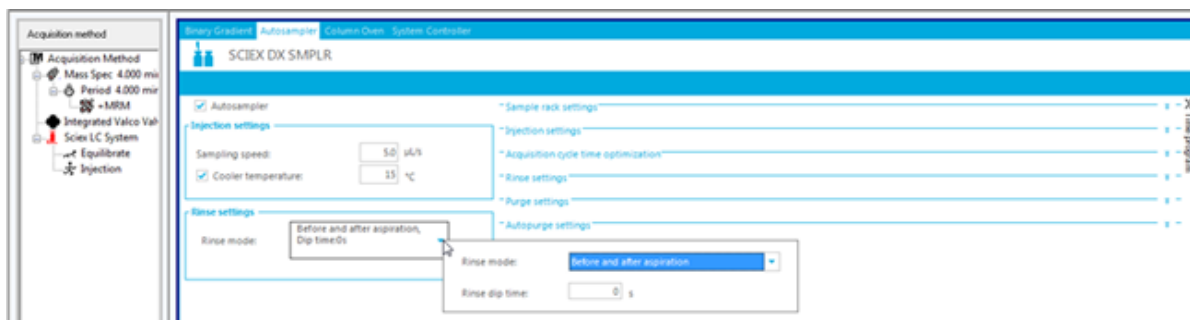 Acquisition method
Acquisition Method
Mass Spec 4.000 min
Period 4.000 min
+MRM
Integrated Valco Val
Sciex LC System
Equilibrate
Injection
Binary Gradient Autosampler Column Oven System Controller
SCIEX DX SMPLR
Autosampler
Injection settings
Sampling speed: 5.0 µL/s
Cooler temperature: 15 °C
Rinse settings
Rinse mode: Before and after aspiration,
Dip time:0s
Sample rack settings
Injection settings
Acquisition cycle time optimization
Rinse settings
Purge settings
Autopurge settings
Rinse mode: Before and after aspiration
Rinse dip time: 0 s
Time program